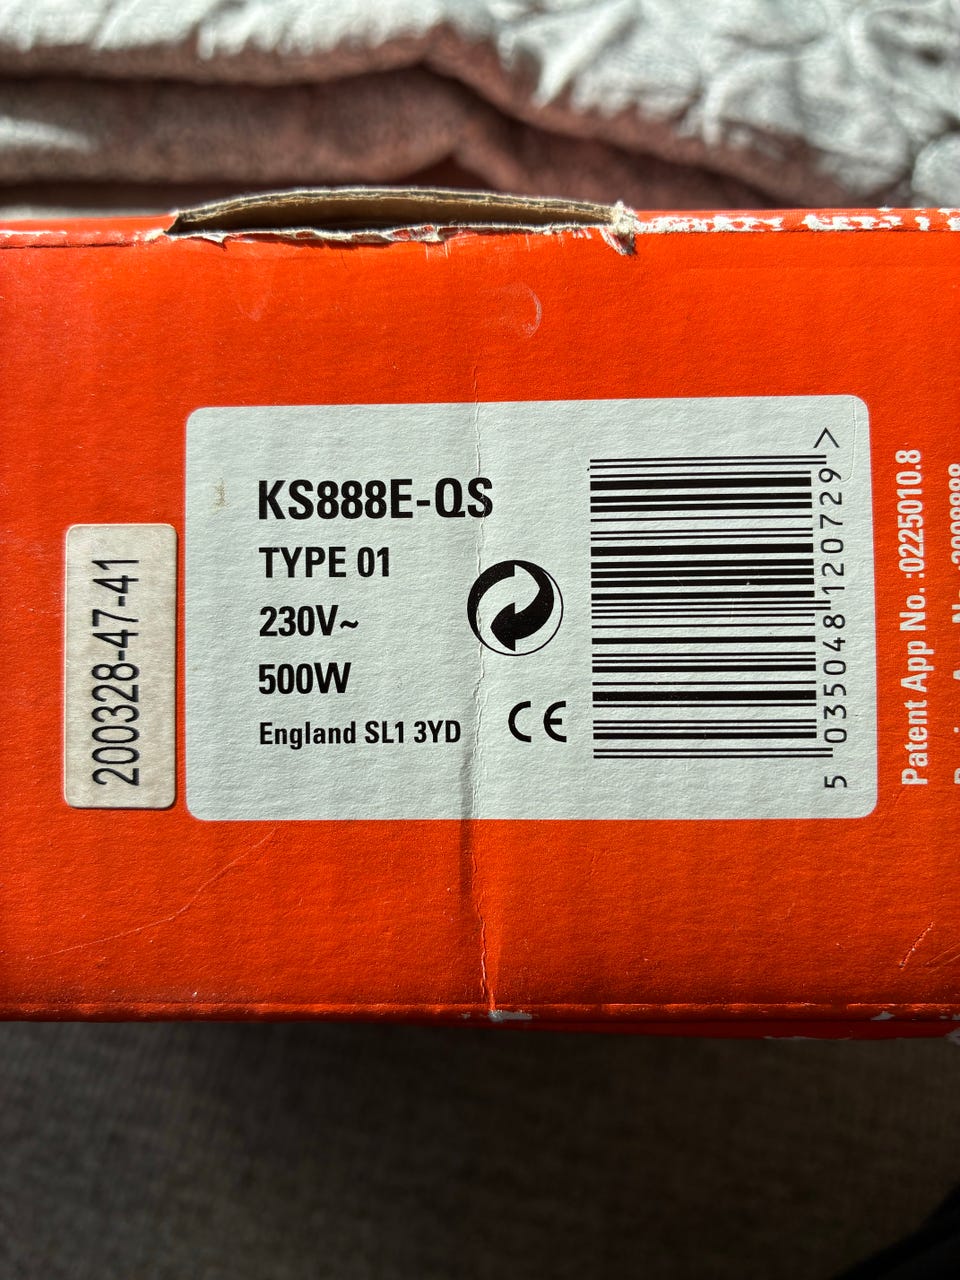 KS888E-QS
TYPE 01
230V~
500W
England SL1 3YD
CE
5 035048 120729 >
200328-47-41
Patent App No. :0225010.8